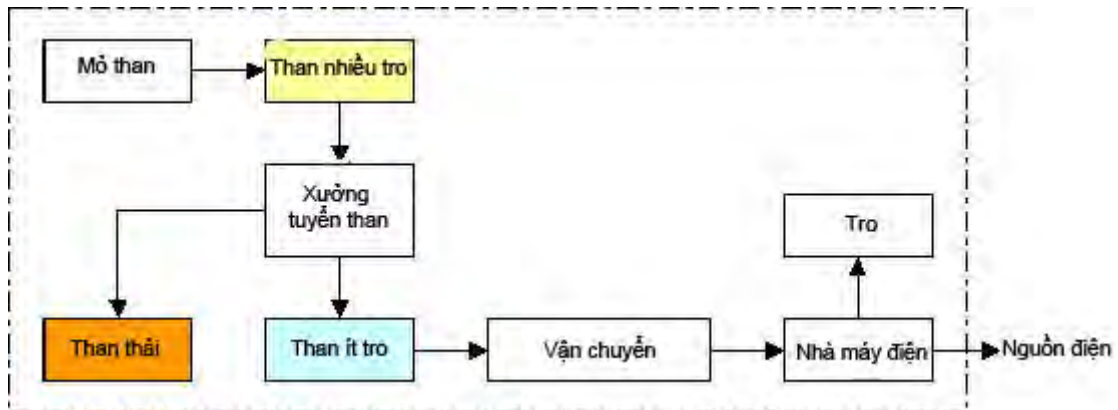 Mỏ than
Than nhiều tro
Xưởng
tuyển than
Tro
Than thải
Than ít tro
Vận chuyển
Nhà máy điện
Nguồn điện